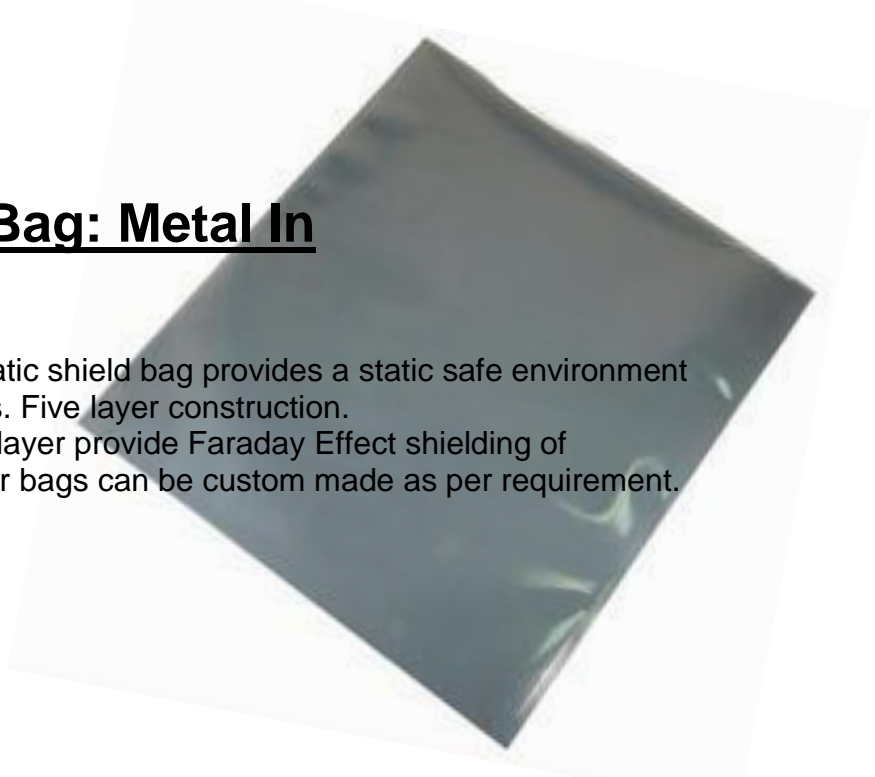 Bag: Metal In
atic shield bag provides a static safe environment
s. Five layer construction.
layer provide Faraday Effect shielding of
r bags can be custom made as per requirement.